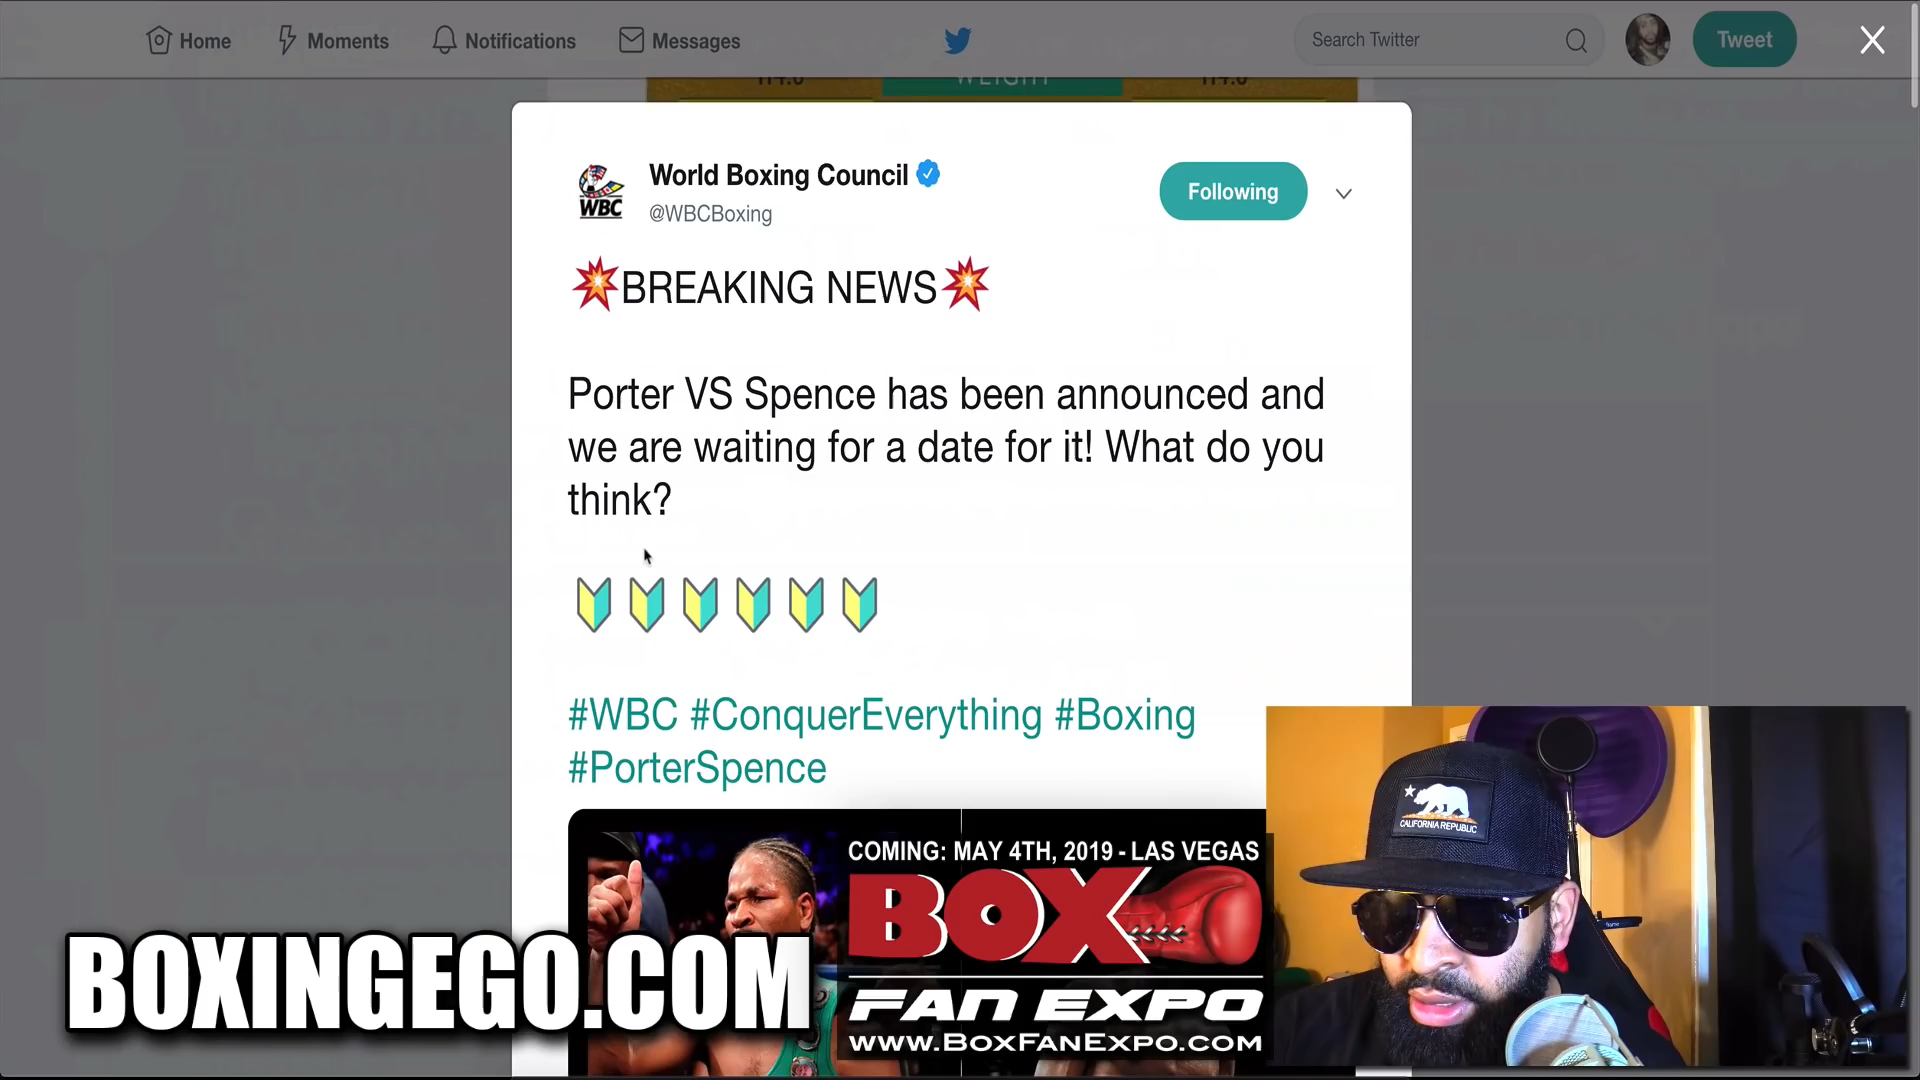 Home
Moments
Notifications
Messages
Search Twitter
Tweet
WEIGHT
World Boxing Council
@WBCBoxing
WBC
Following
BREAKING NEWS
Porter VS Spence has been announced and
we are waiting for a date for it! What do you
think?
#WBC #ConquerEverything #Boxing
#PorterSpence
COMING: MAY 4TH, 2019 - LAS VEGAS
BOX
FAN EXPO
WWW.BOXFANEXPO.COM
BOXINGEGO.COM
CALIFORNIA REPUBLIC